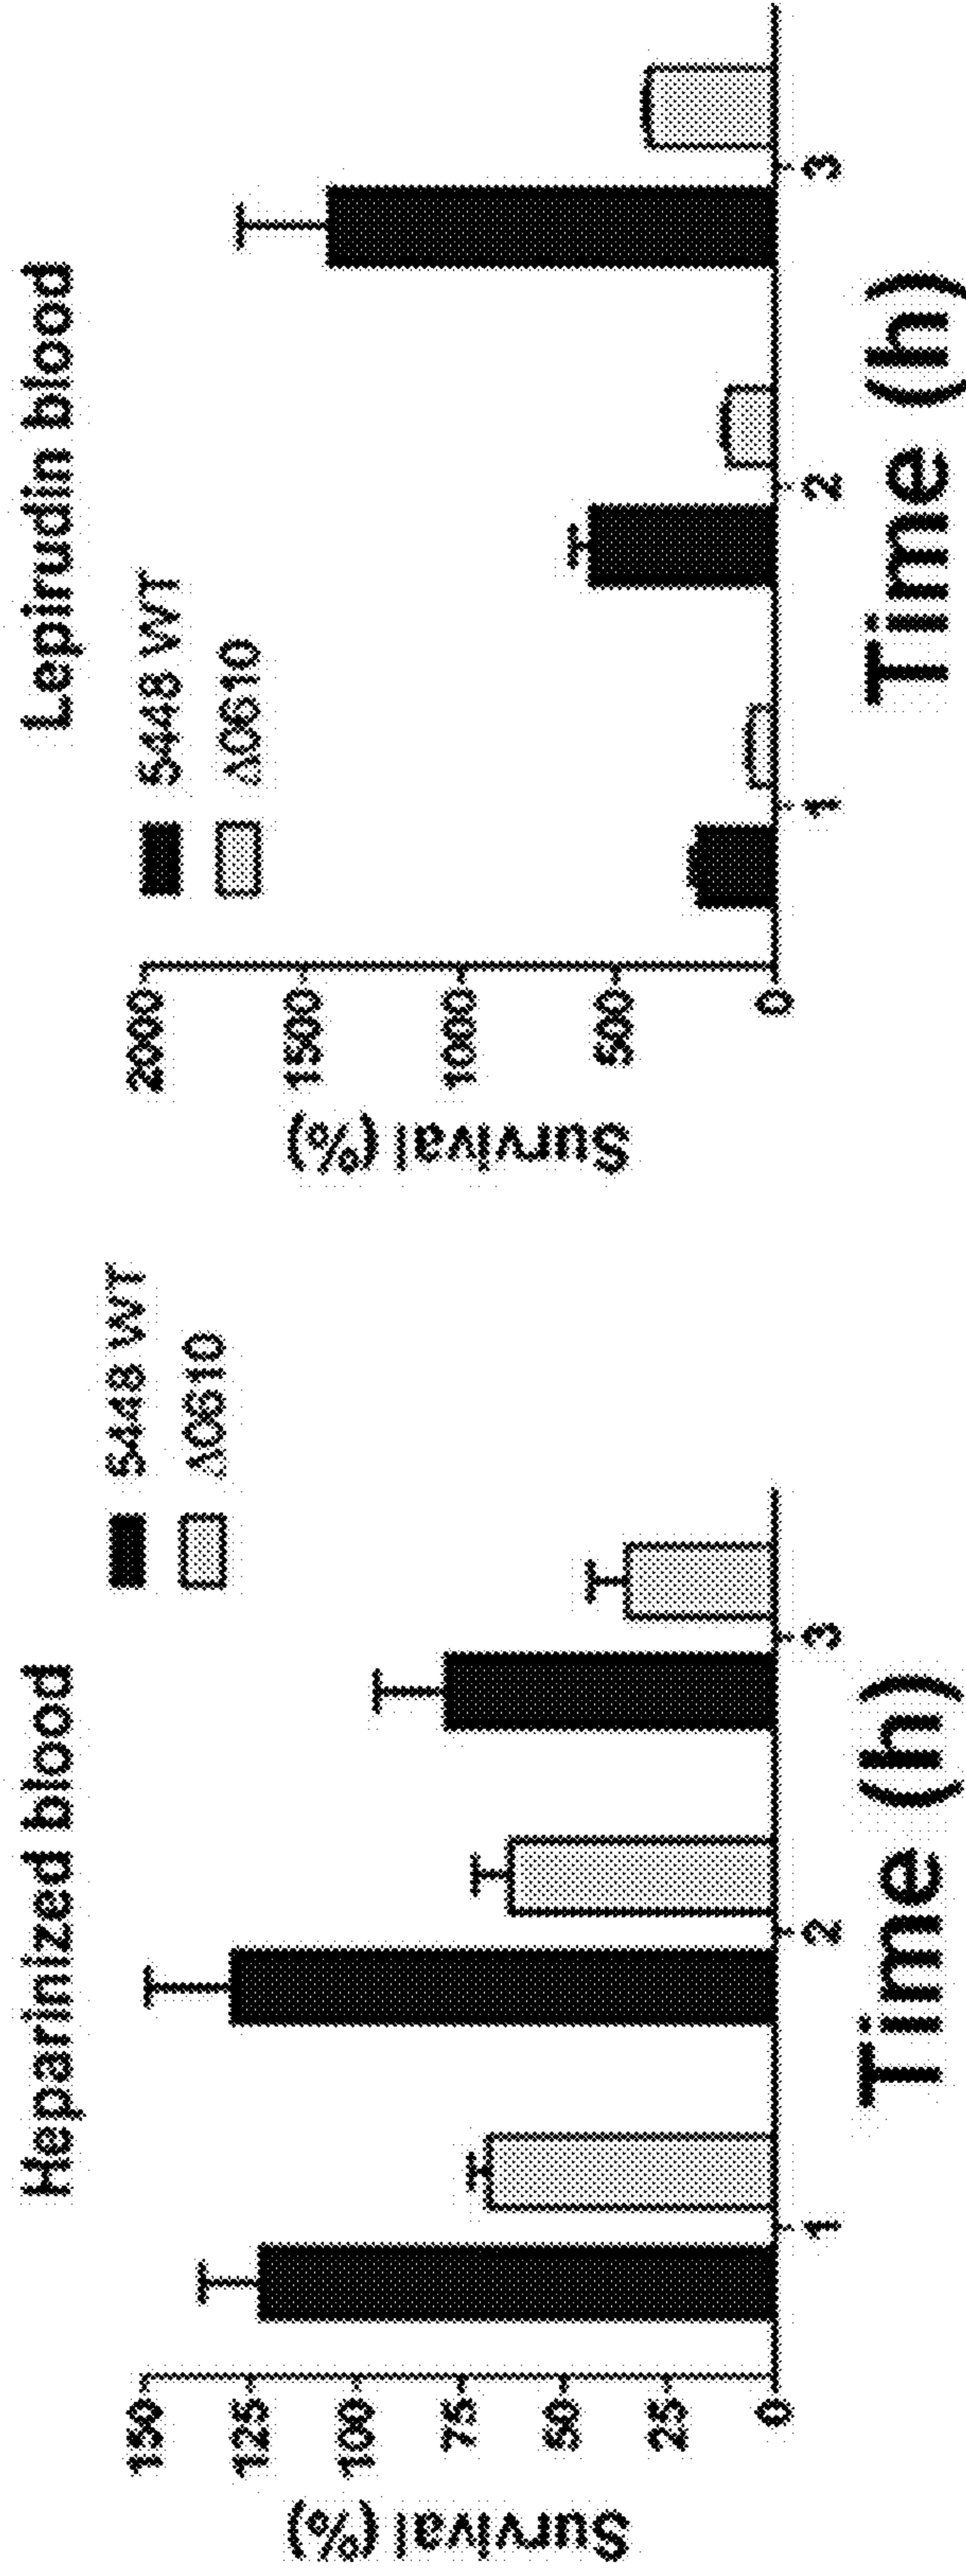 Heparinized blood
5448 WT
Δ0610
Survival (%)
150
125
100
75
50
25
0
1
2
3
Time (h)
Lepirudin blood
5448 WT
Δ0610
Survival (%)
2000
1500
1000
500
0
1
2
3
Time (h)